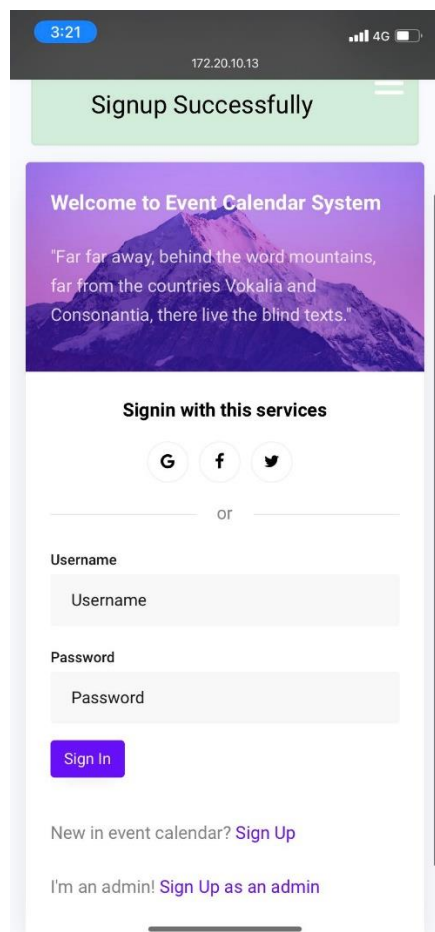 3:21
4G
172.20.10.13
Signup Successfully
Welcome to Event Calendar System
"Far far away, behind the word mountains,
far from the countries Vokalia and
Consonantia, there live the blind texts."
Signin with this services
or
Username
Username
Password
Password
Sign In
New in event calendar? Sign Up
I'm an admin! Sign Up as an admin